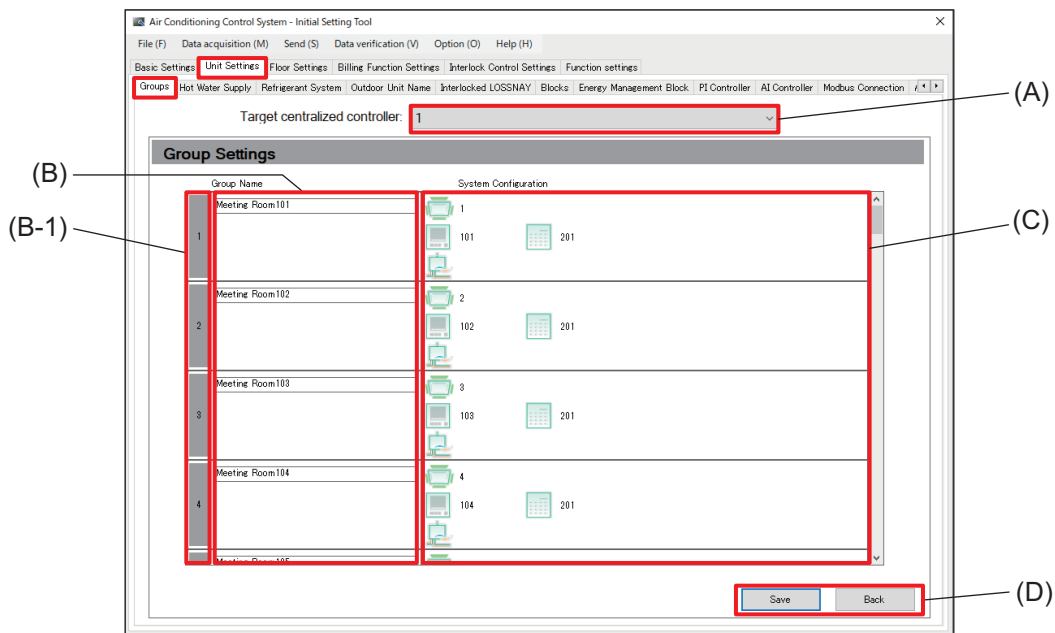 Air Conditioning Control System - Initial Setting Tool
File (F) Data acquisition (M) Send (S) Data verification (V) Option (O) Help (H)
Basic Settings Unit Settings Floor Settings Billing Function Settings Interlock Control Settings Function settings
Groups Hot Water Supply Refrigerant System Outdoor Unit Name Interlocked LOSSNAY Blocks Energy Management Block PI Controller AI Controller Modbus Connection
(A)
Target centralized controller: 1
Group Settings
(B)
Group Name System Configuration
(B-1)
(C)
Meeting Room101 1
1 101 201
Meeting Room102 2
2 102 201
Meeting Room103 3
3 103 201
Meeting Room104 4
4 104 201
Meeting Room105
Save Back
(D)